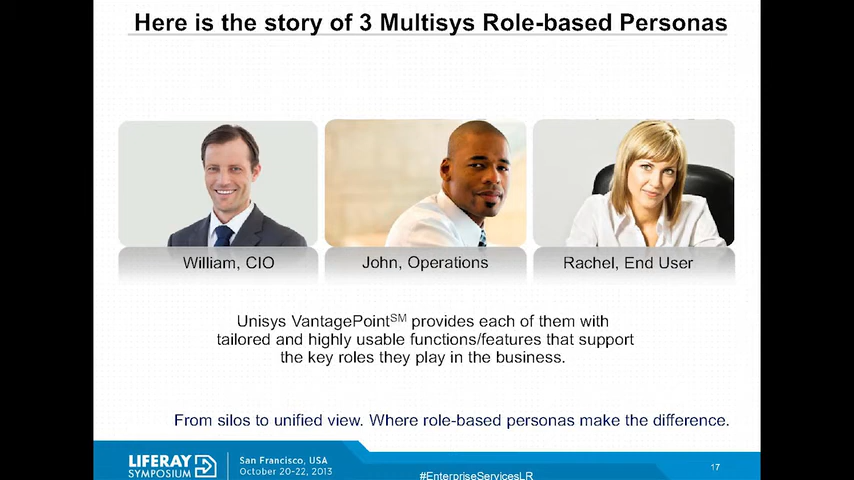 Here is the story of 3 Multisys Role-based Personas
William, CIO
John, Operations
Rachel, End User
Unisys VantagePointSM provides each of them with
tailored and highly usable functions/features that support
the key roles they play in the business.
From silos to unified view. Where role-based personas make the difference.
LIFERAY
SYMPOSIUM
San Francisco, USA
October 20-22, 2013
#EnterpriseServicesLR
17